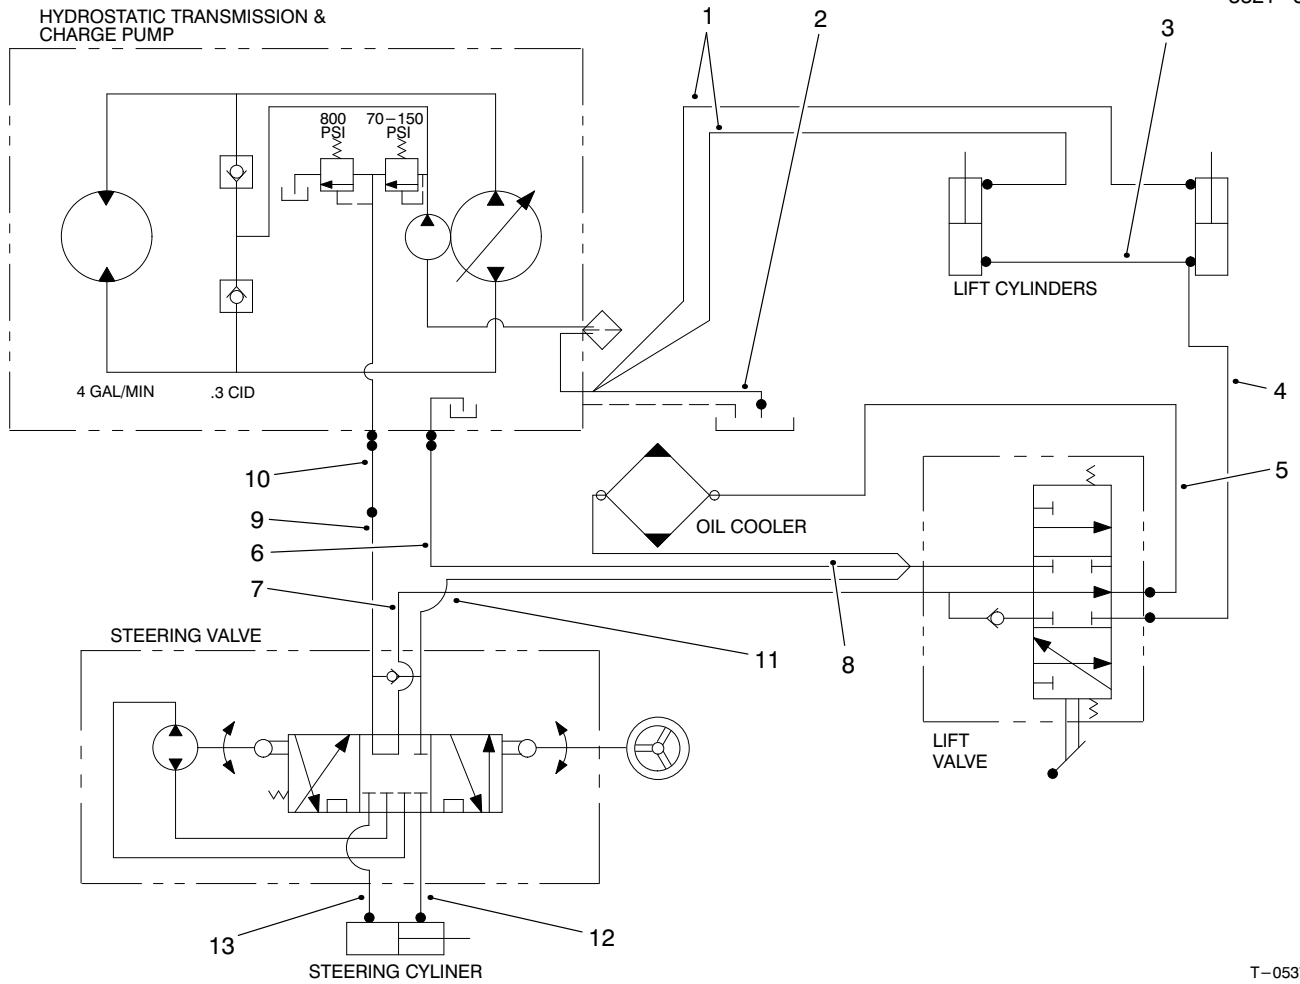 HYDROSTATIC TRANSMISSION &
CHARGE PUMP
1
2
3
800
PSI
70−150
PSI
LIFT CYLINDERS
4 GAL/MIN
.3 CID
4
5
10
9
6
OIL COOLER
7
STEERING VALVE
11
8
LIFT
VALVE
13
12
STEERING CYLINER